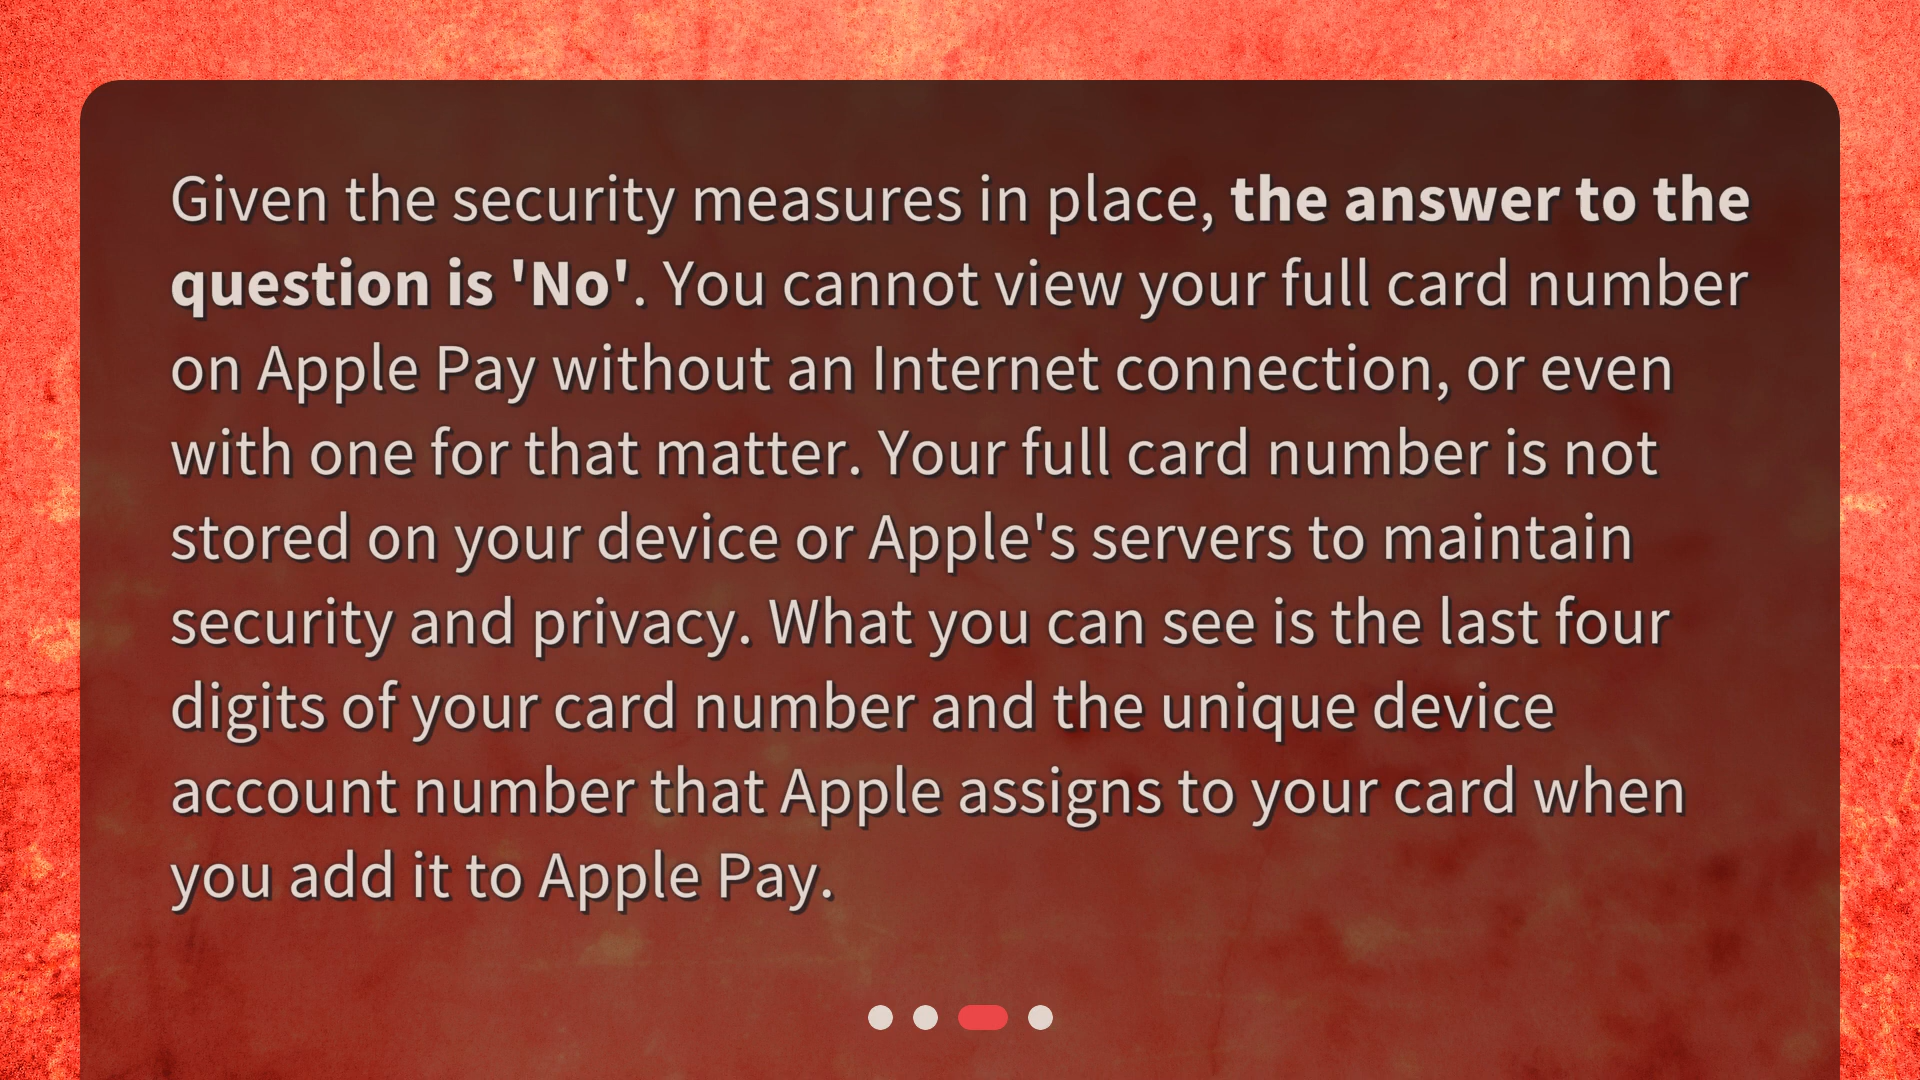 Given the security measures in place, the answer to the
question is 'No'. You cannot view your full card number
on Apple Pay without an Internet connection, or even
with one for that matter. Your full card number is not
stored on your device or Apple's servers to maintain
security and privacy. What you can see is the last four
digits of your card number and the unique device
account number that Apple assigns to your card when
you add it to Apple Pay.